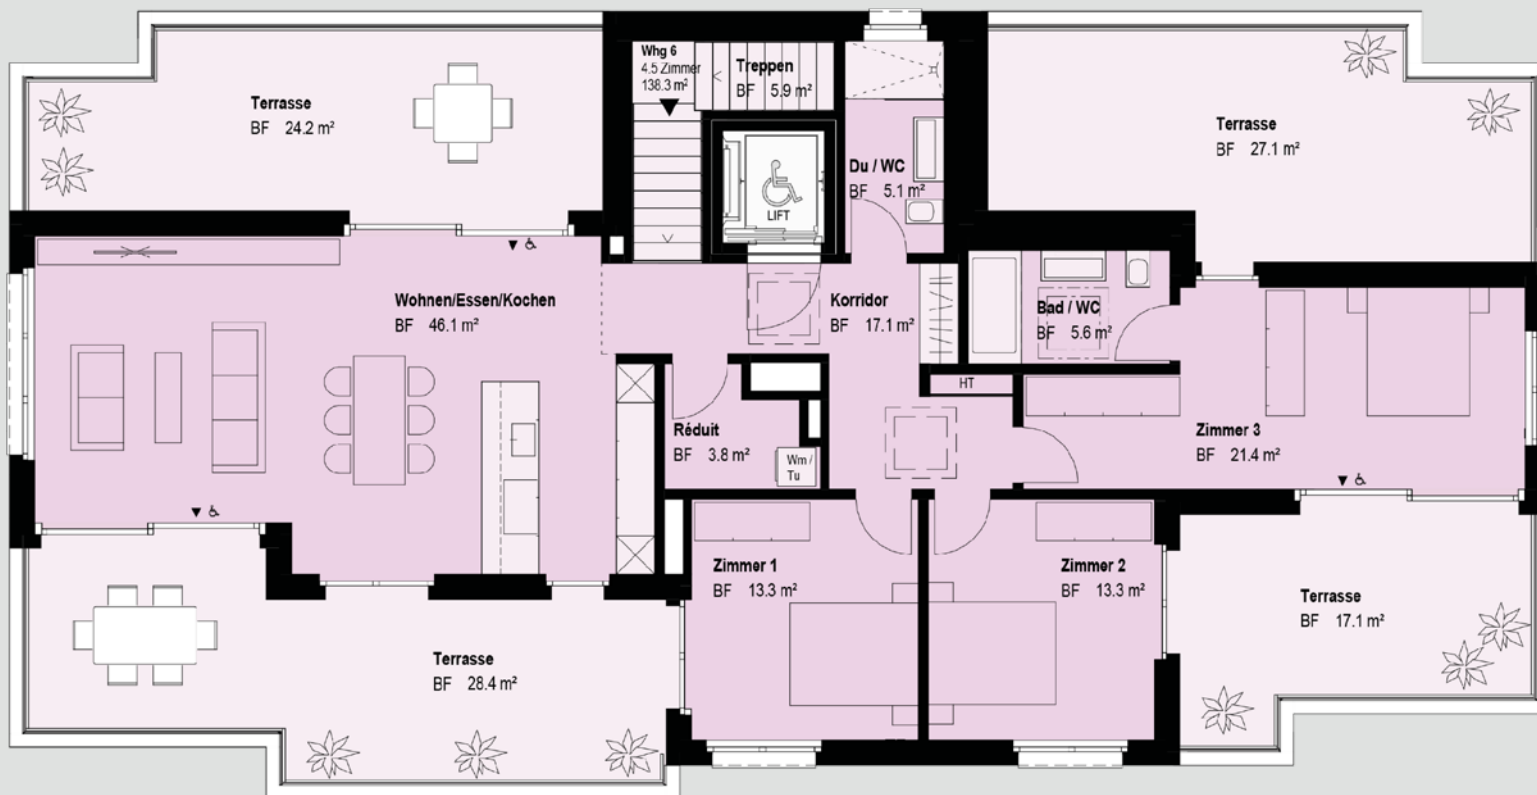 Whg 6
4.5 Zimmer
138.3 m²
Treppen
BF 5.9 m²
Terrasse
BF 24.2 m²
Terrasse
BF 27.1 m²
Du / WC
BF 5.1 m²
LIFT
Wohnen/Essen/Kochen
BF 46.1 m²
Korridor
BF 17.1 m²
Bad / WC
BF 5.6 m²
HT
Réduit
BF 3.8 m²
Wm /
Tu
Zimmer 3
BF 21.4 m²
Zimmer 1
BF 13.3 m²
Zimmer 2
BF 13.3 m²
Terrasse
BF 17.1 m²
Terrasse
BF 28.4 m²